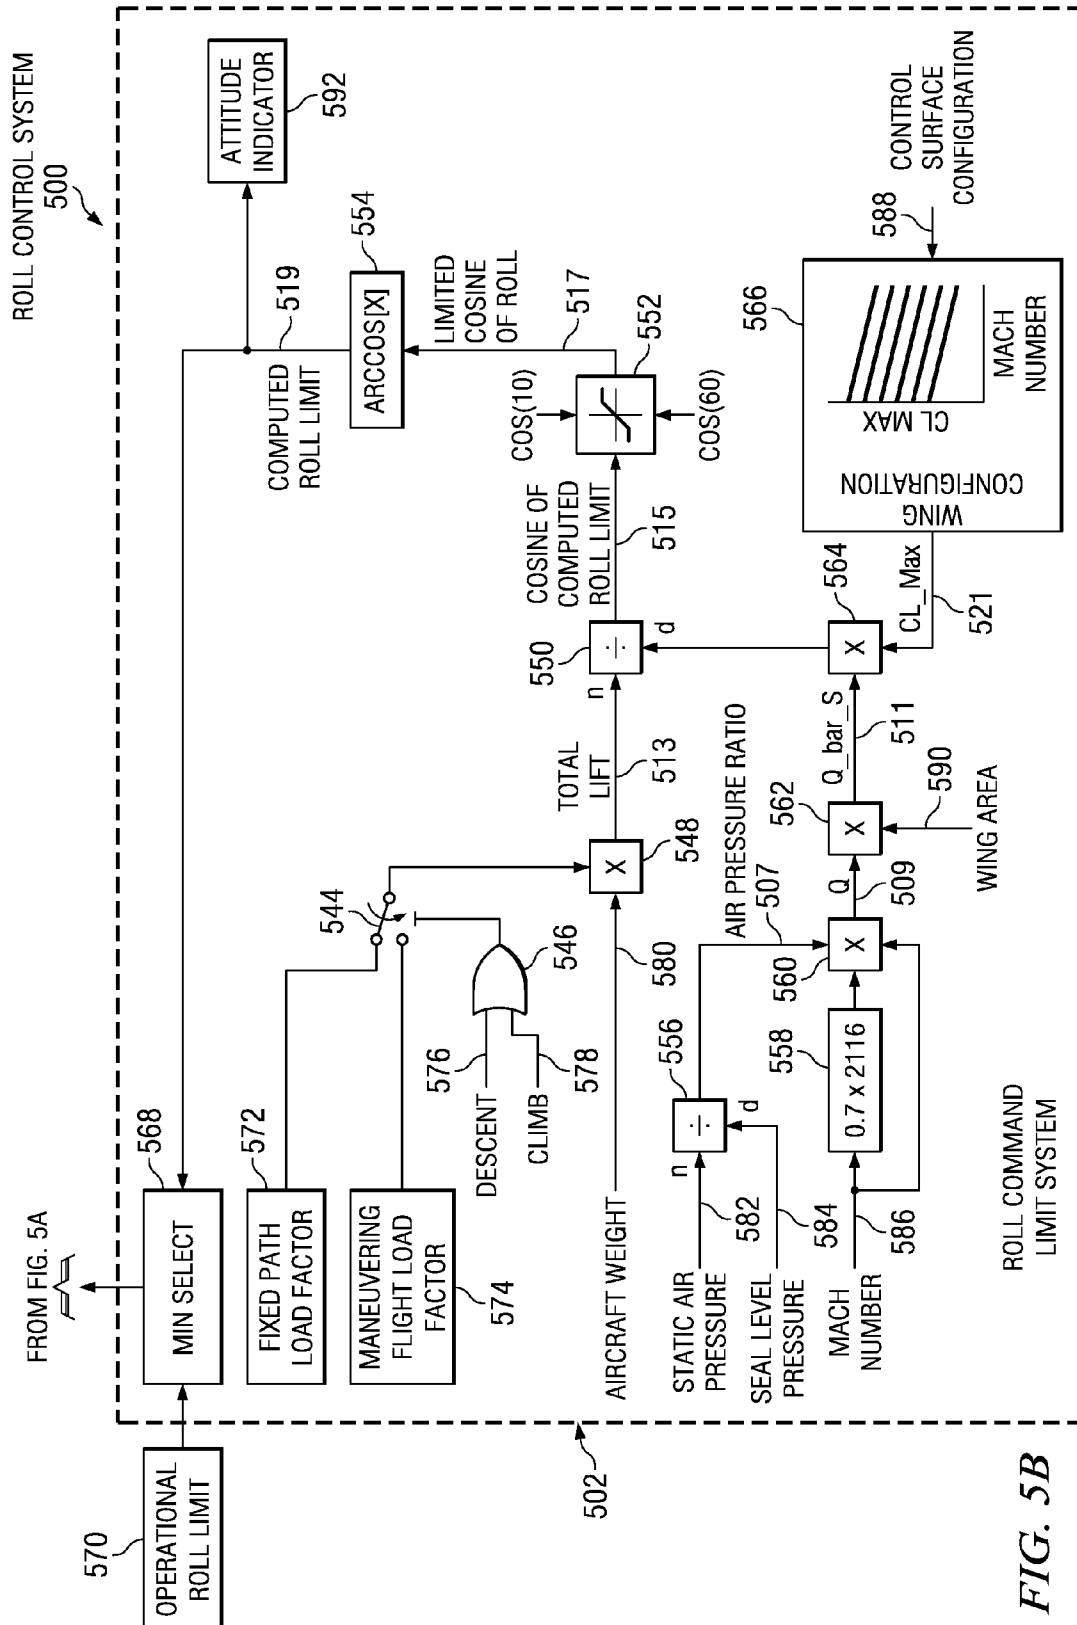 ROLL CONTROL SYSTEM
500
FROM FIG. 5A
570
OPERATIONAL
ROLL LIMIT
568
MIN SELECT
519
COMPUTED
ROLL LIMIT
ATTITUDE
INDICATOR
592
572
FIXED PATH
LOAD FACTOR
MANEUVERING
FLIGHT LOAD
FACTOR
574
544
546
576
DESCENT
578
CLIMB
554
ARCCOS[X]
LIMITED
COSINE
OF ROLL
517
COS(10)
552
COS(60)
502
AIRCRAFT WEIGHT
580
X
548
TOTAL
LIFT
513
550
n
÷
d
COSINE OF
COMPUTED
ROLL LIMIT
515
STATIC AIR
PRESSURE
582
n
556
÷
d
SEAL LEVEL
PRESSURE
584
AIR PRESSURE RATIO
507
MACH
NUMBER
586
558
0.7 x 2116
560
X
Q
509
562
X
590
WING AREA
Q_bar_S
511
564
X
CL_Max
521
566
WING
CONFIGURATION
CL MAX
MACH
NUMBER
588
CONTROL
SURFACE
CONFIGURATION
ROLL COMMAND
LIMIT SYSTEM
FIG. 5B